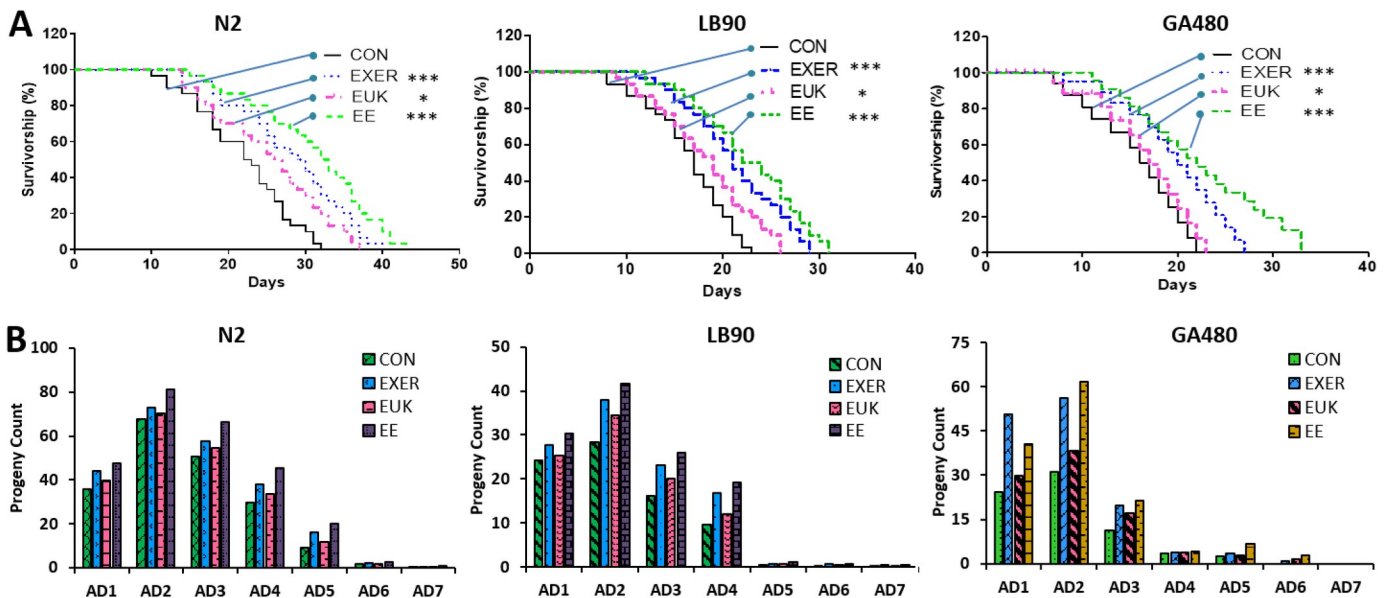 A
N2
120
100
80
60
40
20
0
Survivorship (%)
0 10 20 30 40 50
Days
CON
EXER ***
EUK *
EE ***
LB90
120
100
80
60
40
20
0
Survivorship (%)
0 10 20 30 40
Days
CON
EXER ***
EUK *
EE ***
GA480
120
100
80
60
40
20
0
Survivorship (%)
0 10 20 30 40
Days
CON
EXER ***
EUK *
EE ***
B
N2
100
80
60
40
20
0
Progeny Count
AD1 AD2 AD3 AD4 AD5 AD6 AD7
CON
EXER
EUK
EE
LB90
50
40
30
20
10
0
Progeny Count
AD1 AD2 AD3 AD4 AD5 AD6 AD7
CON
EXER
EUK
EE
GA480
75
60
45
30
15
0
Progeny Count
AD1 AD2 AD3 AD4 AD5 AD6 AD7
CON
EXER
EUK
EE